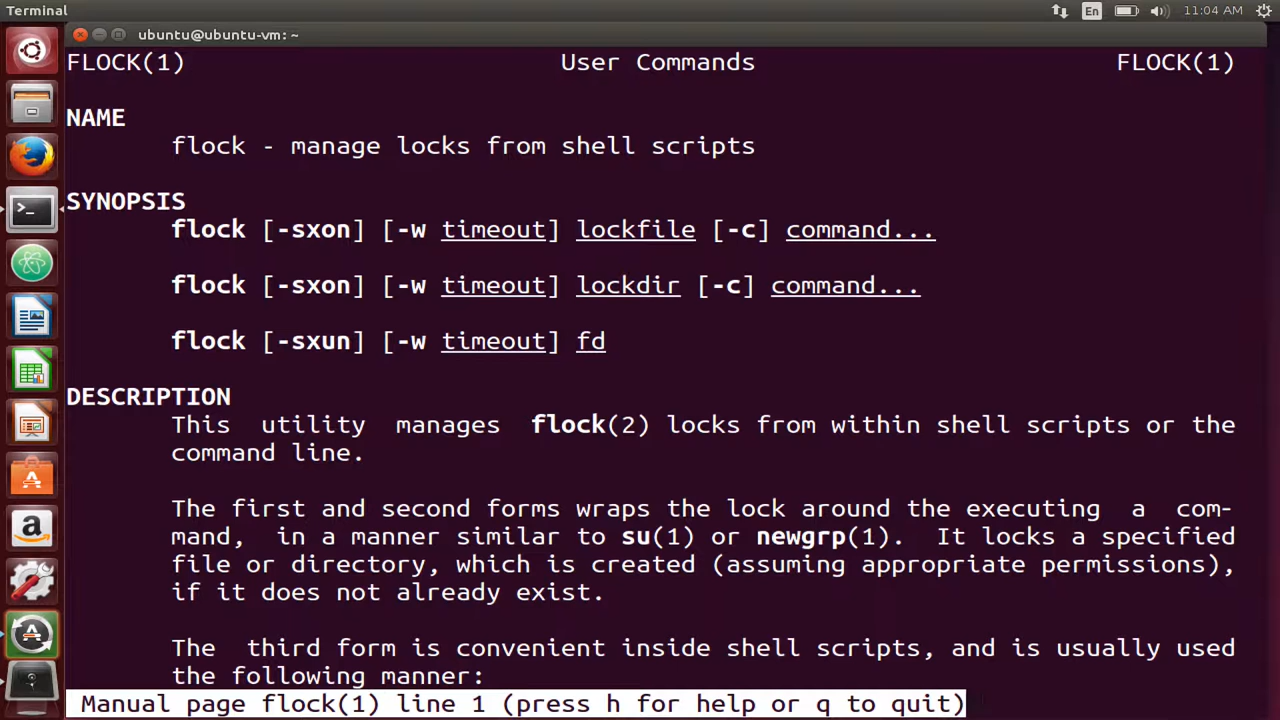 Terminal
En
11:04 AM
ubuntu@ubuntu-vm: ~
FLOCK(1) User Commands FLOCK(1)
NAME
flock - manage locks from shell scripts
SYNOPSIS
flock [-sxon] [-w timeout] lockfile [-c] command...
flock [-sxon] [-w timeout] lockdir [-c] command...
flock [-sxun] [-w timeout] fd
DESCRIPTION
This utility manages flock(2) locks from within shell scripts or the
command line.
The first and second forms wraps the lock around the executing a com-
mand, in a manner similar to su(1) or newgrp(1). It locks a specified
file or directory, which is created (assuming appropriate permissions),
if it does not already exist.
The third form is convenient inside shell scripts, and is usually used
the following manner:
Manual page flock(1) line 1 (press h for help or q to quit)